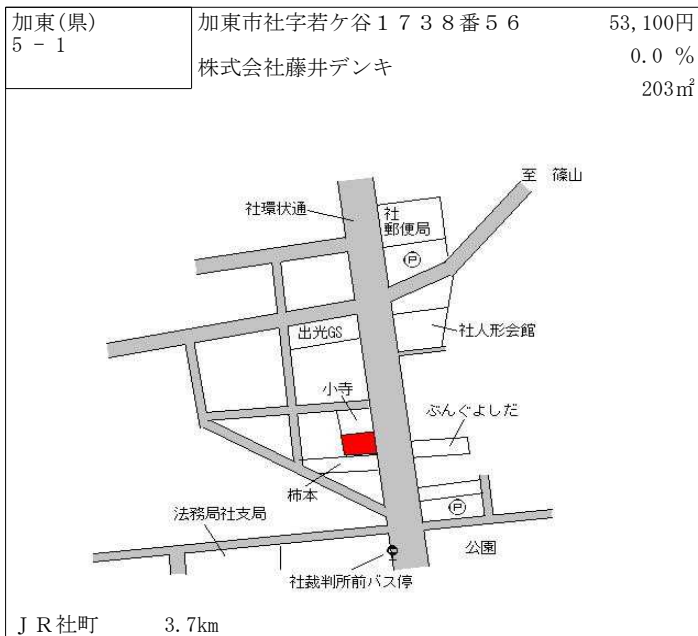 加東(県)
5 - 1
加東市社字若ケ谷１７３８番５６
53,100円
株式会社藤井デンキ
0.0 %
203㎡
至　篠山
社環状通
社
郵便局
Ⓟ
出光GS
社人形会館
小寺
ぶんぐよしだ
柿本
法務局社支局
Ⓟ
公園
社裁判所前バス停
ＪＲ社町　3.7km